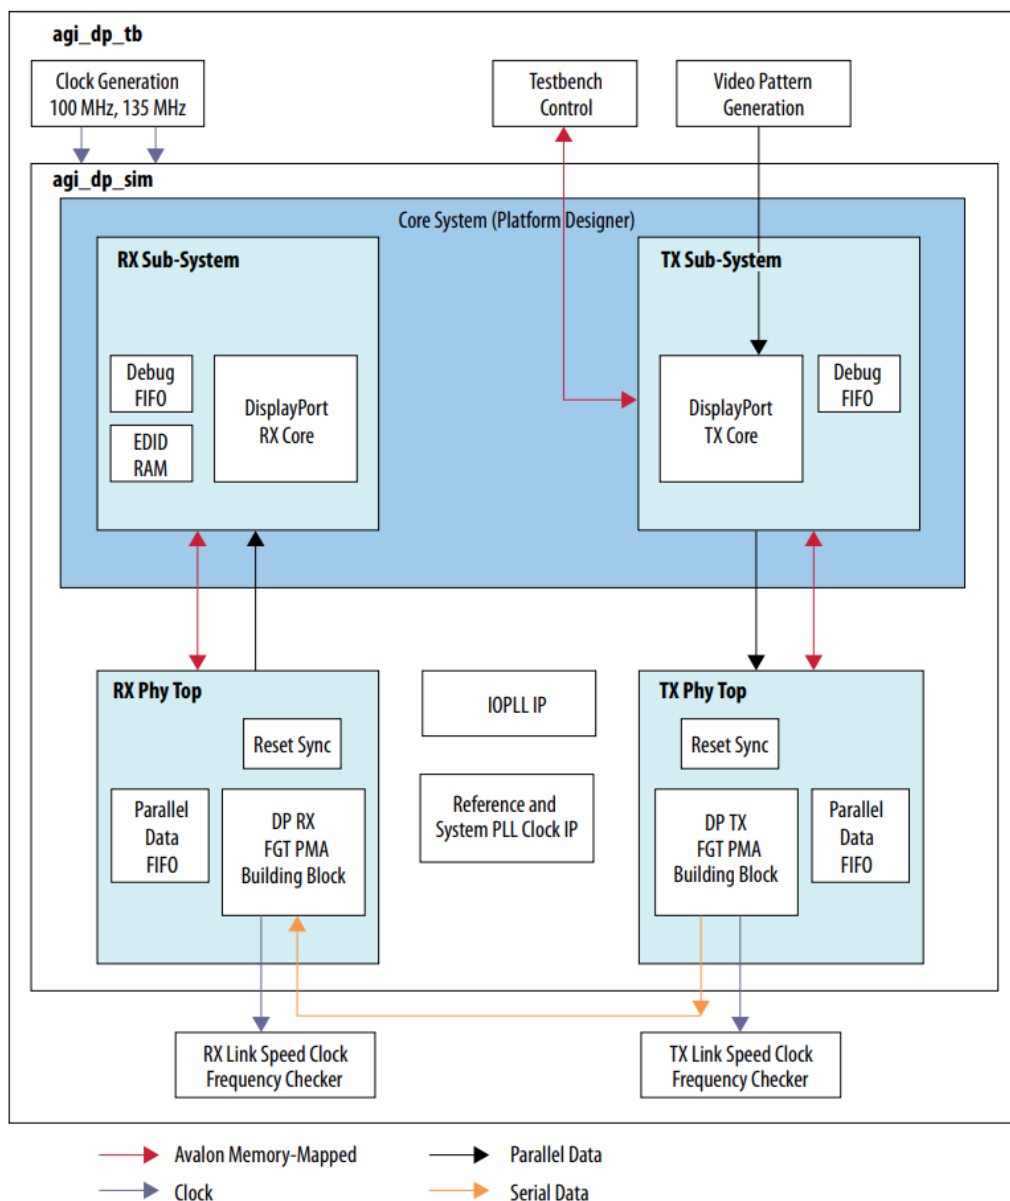 agi_dp_tb
Clock Generation
100 MHz, 135 MHz
Testbench
Control
Video Pattern
Generation
agi_dp_sim
Core System (Platform Designer)
RX Sub-System
Debug
FIFO
EDID
RAM
DisplayPort
RX Core
TX Sub-System
DisplayPort
TX Core
Debug
FIFO
RX Phy Top
Reset Sync
Parallel
Data
FIFO
DP RX
FGT PMA
Building Block
IOPLL IP
Reference and
System PLL Clock IP
TX Phy Top
Reset Sync
DP TX
FGT PMA
Building Block
Parallel
Data
FIFO
RX Link Speed Clock
Frequency Checker
TX Link Speed Clock
Frequency Checker
Avalon Memory-Mapped
Parallel Data
Clock
Serial Data